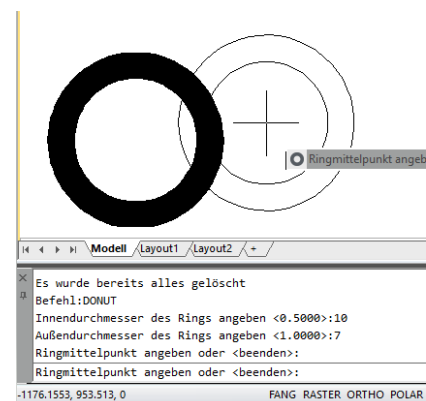 Ringmittelpunkt angeb
Modell Layout1 Layout2 +
Es wurde bereits alles gelöscht
Befehl:DONUT
Innendurchmesser des Rings angeben <0.5000>:10
Außendurchmesser des Rings angeben <1.0000>:7
Ringmittelpunkt angeben oder <beenden>:
Ringmittelpunkt angeben oder <beenden>:
-1176.1553, 953.513, 0 FANG RASTER ORTHO POLAR